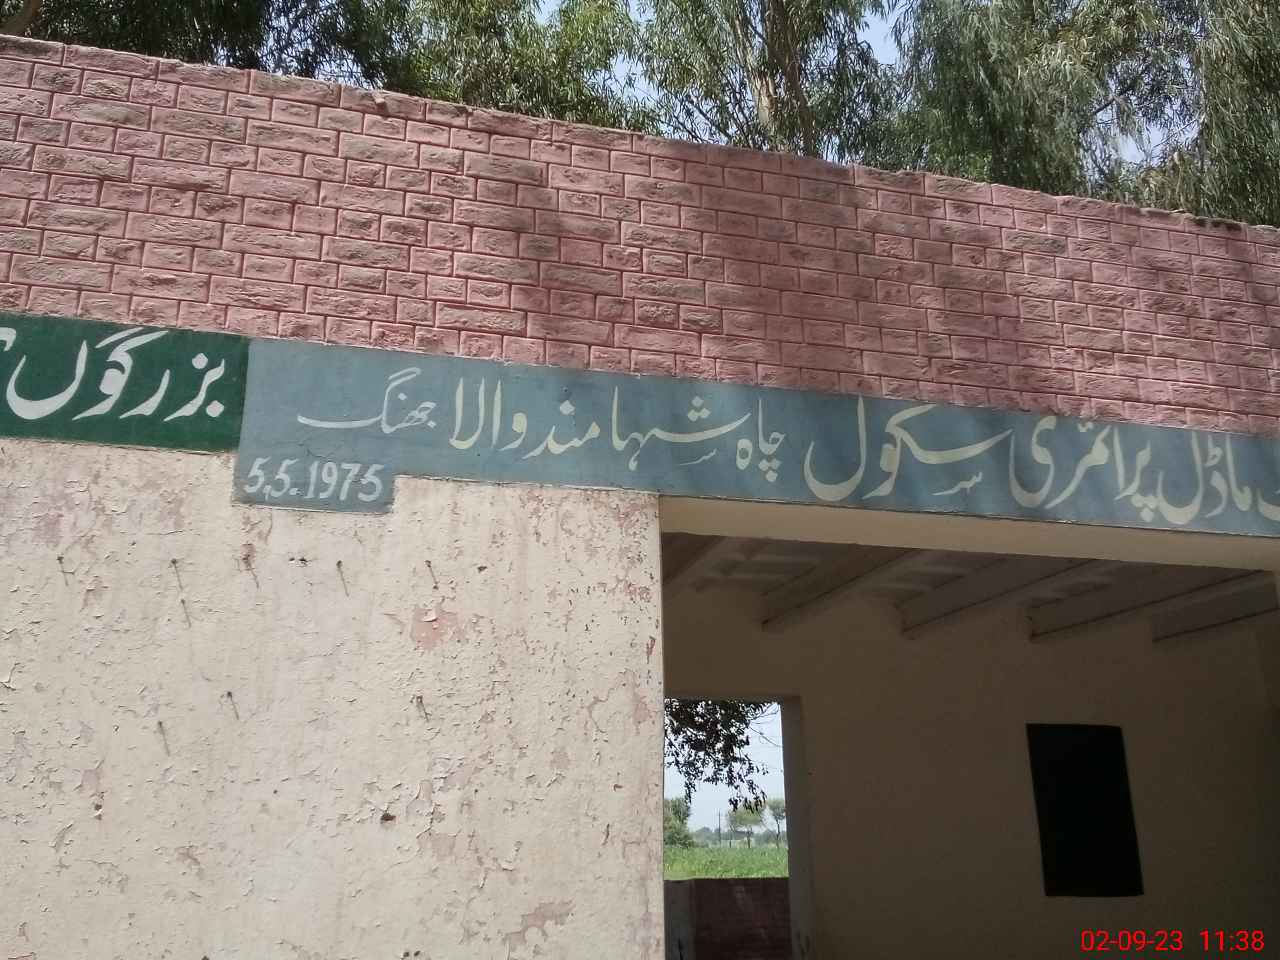 ماڈل پرائمری سکول چاہ شہامند والا جھنگ
5.5.1975
بزرگوں
02-09-23 11:38